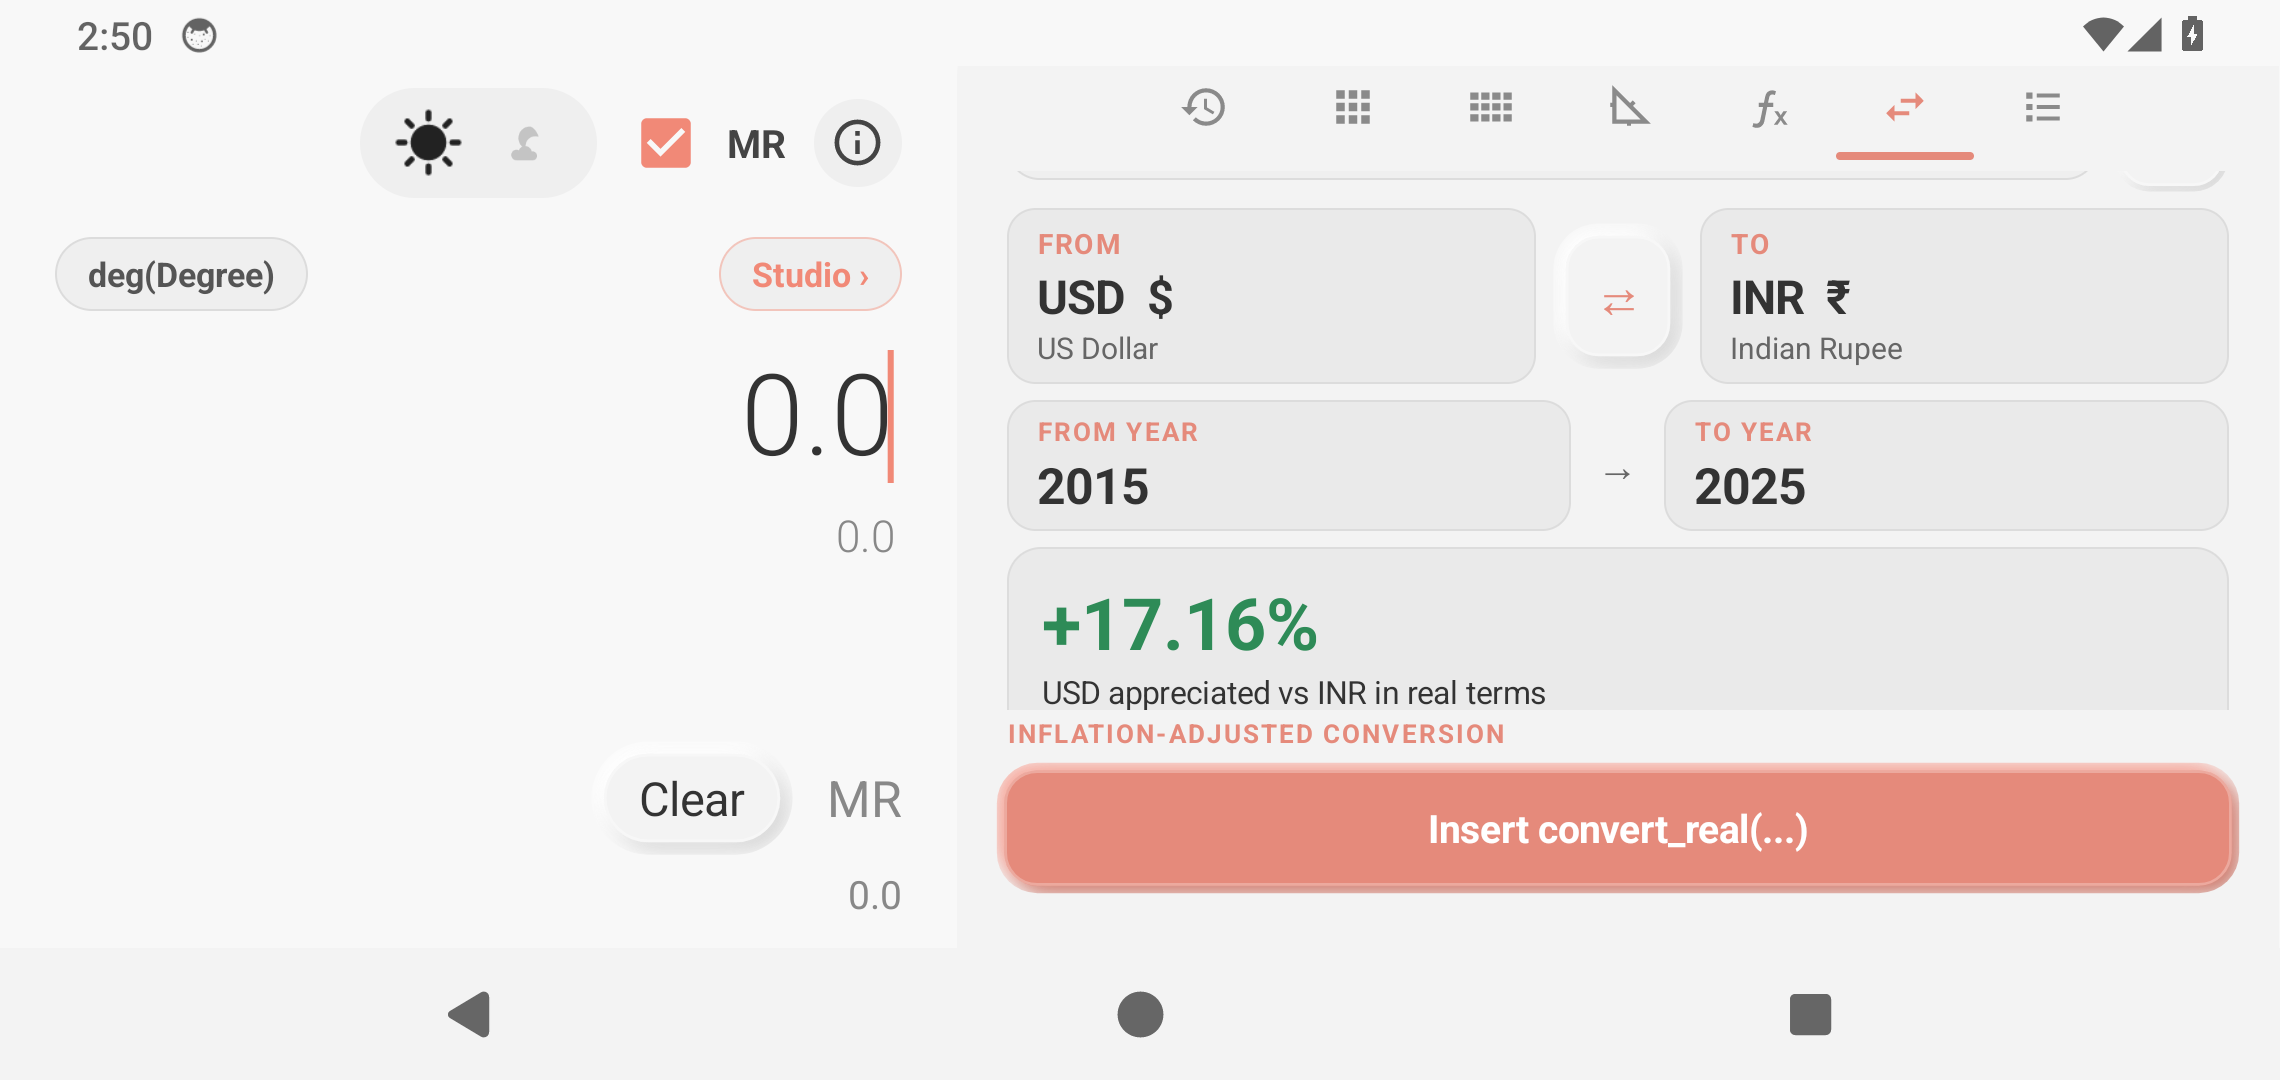 2:50
MR
deg(Degree)
Studio ›
0.0
0.0
Clear
MR
0.0
fx
FROM
USD $
US Dollar
⇄
TO
INR ₹
Indian Rupee
FROM YEAR
2015
→
TO YEAR
2025
+17.16%
USD appreciated vs INR in real terms
INFLATION-ADJUSTED CONVERSION
Insert convert_real(...)